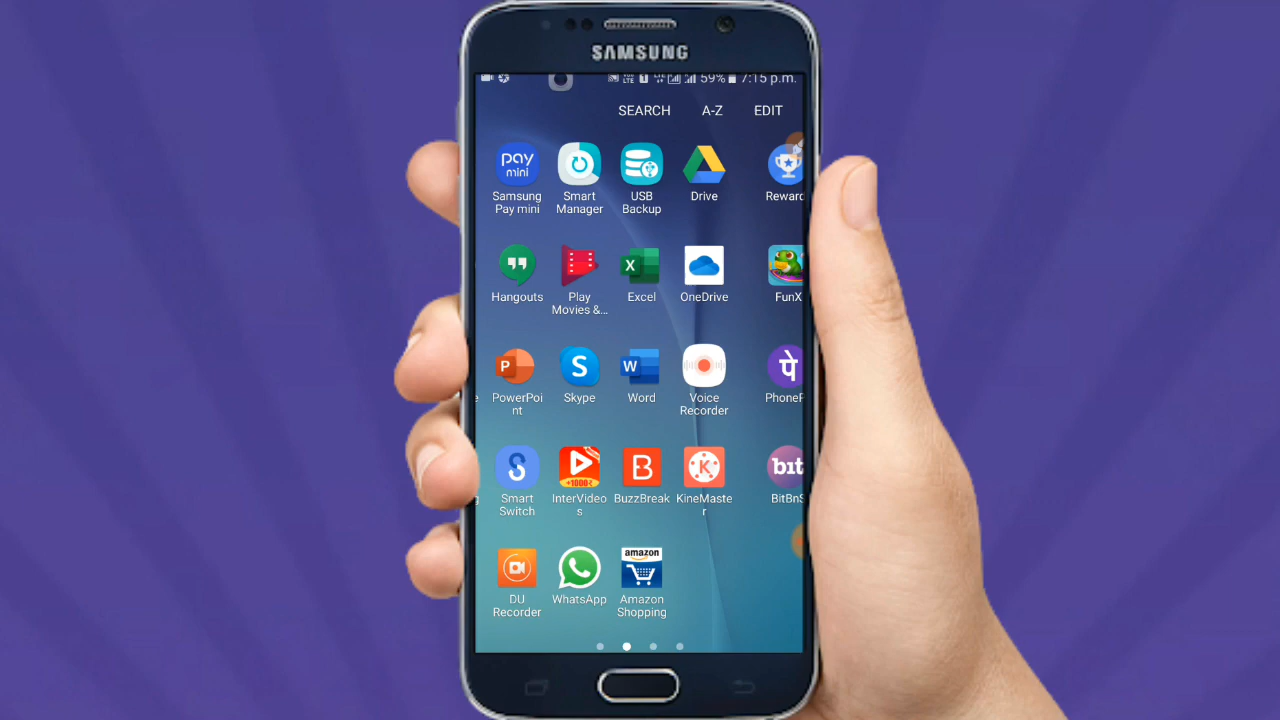 SAMSUNG
LTE 1 59% 7:15 p.m.
SEARCH A-Z EDIT
pay
mini
Samsung
Pay mini
Smart
Manager
USB
Backup
Drive
Reward
Hangouts
Play
Movies &...
X
Excel
OneDrive
FunX
P
PowerPoi
nt
S
Skype
W
Word
Voice
Recorder
पे
PhoneP
S
Smart
Switch
+1000₹
InterVideo
s
B
BuzzBreak
K
KineMaste
r
bit
BitBnS
DU
Recorder
WhatsApp
amazon
Amazon
Shopping